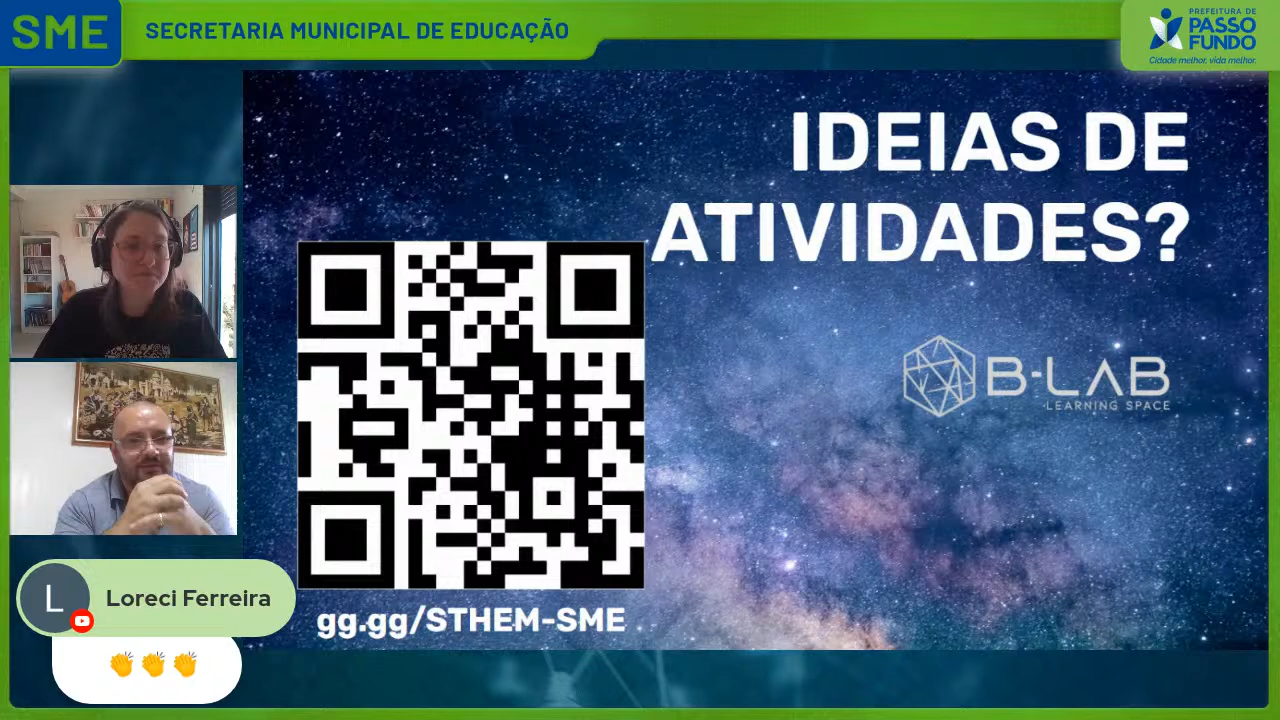 SME
SECRETARIA MUNICIPAL DE EDUCAÇÃO
PREFEITURA DE
PASSO
FUNDO
Cidade melhor, vida melhor.
IDEIAS DE
ATIVIDADES?
B-LAB
LEARNING SPACE
gg.gg/STHEM-SME
L
Loreci Ferreira
👏 👏 👏